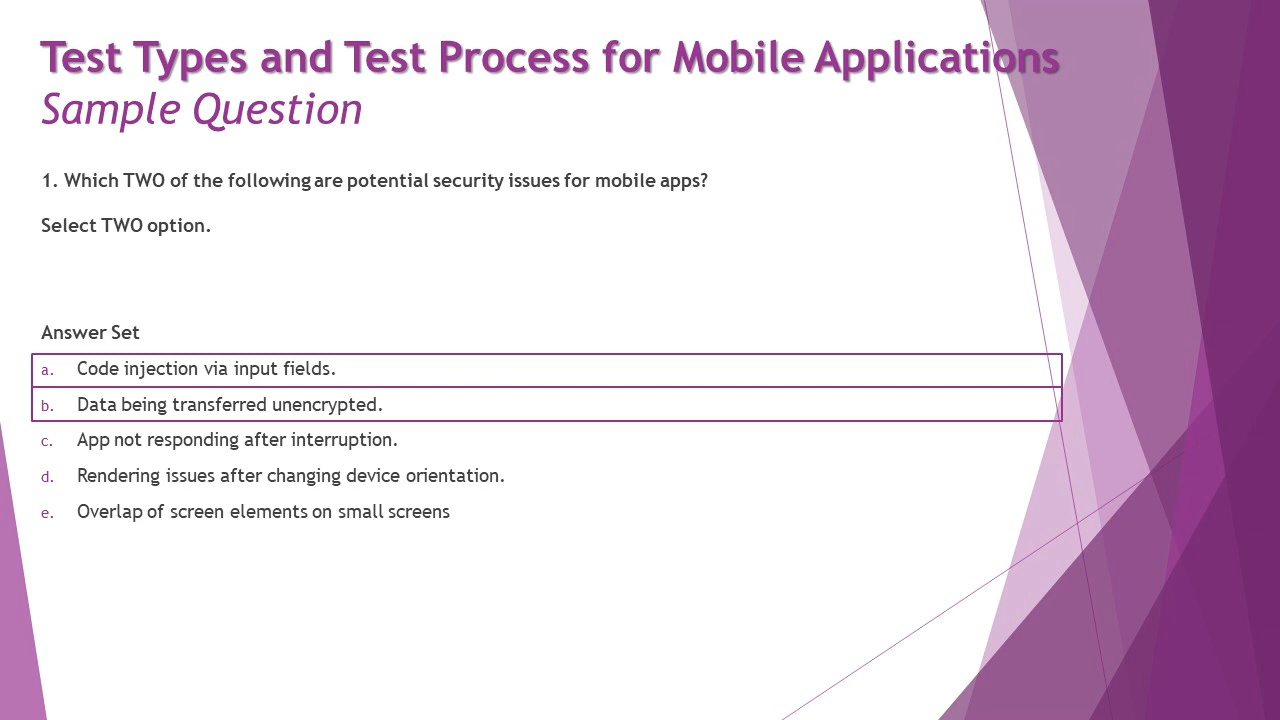 Test Types and Test Process for Mobile Applications
Sample Question
1. Which TWO of the following are potential security issues for mobile apps?
Select TWO option.
Answer Set
a. Code injection via input fields.
b. Data being transferred unencrypted.
c. App not responding after interruption.
d. Rendering issues after changing device orientation.
e. Overlap of screen elements on small screens